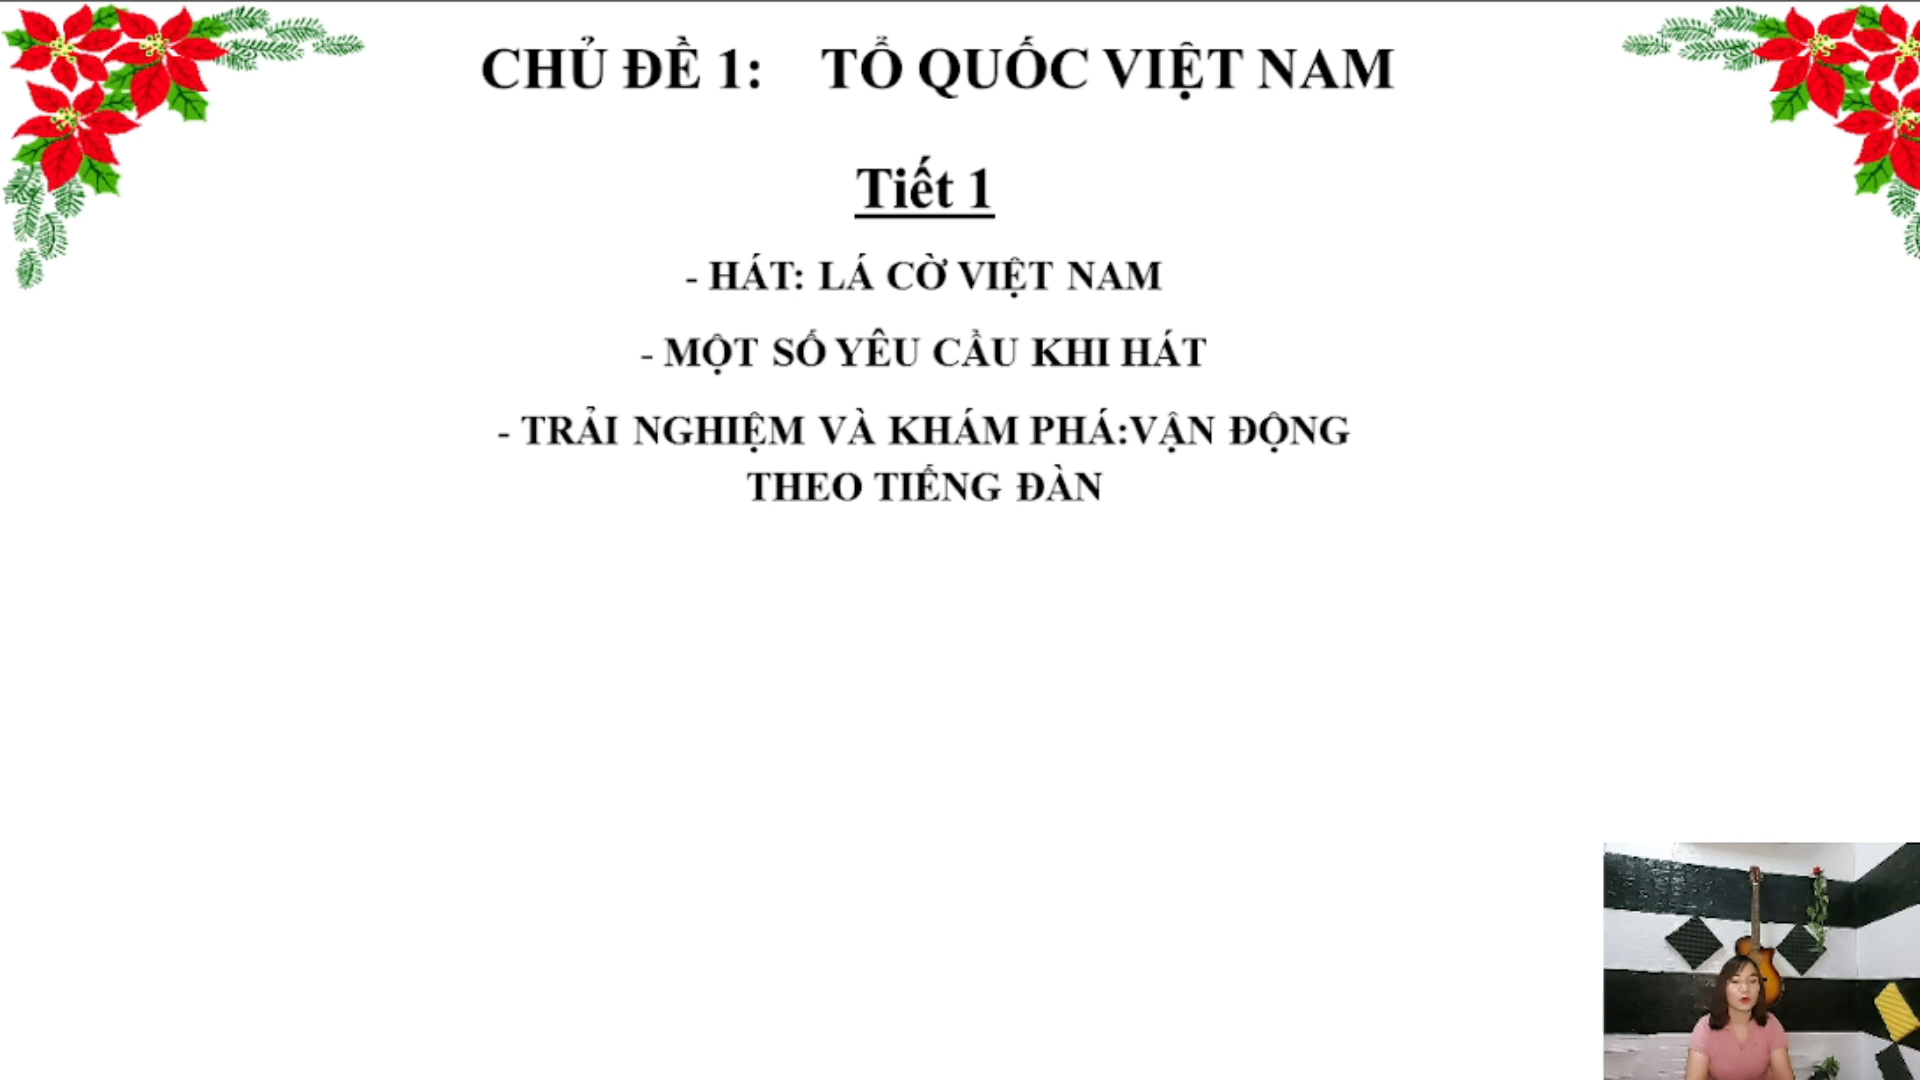 CHỦ ĐỀ 1: TỔ QUỐC VIỆT NAM
Tiết 1
- HÁT: LÁ CỜ VIỆT NAM
- MỘT SỐ YÊU CẦU KHI HÁT
- TRẢI NGHIỆM VÀ KHÁM PHÁ:VẬN ĐỘNG
THEO TIẾNG ĐÀN